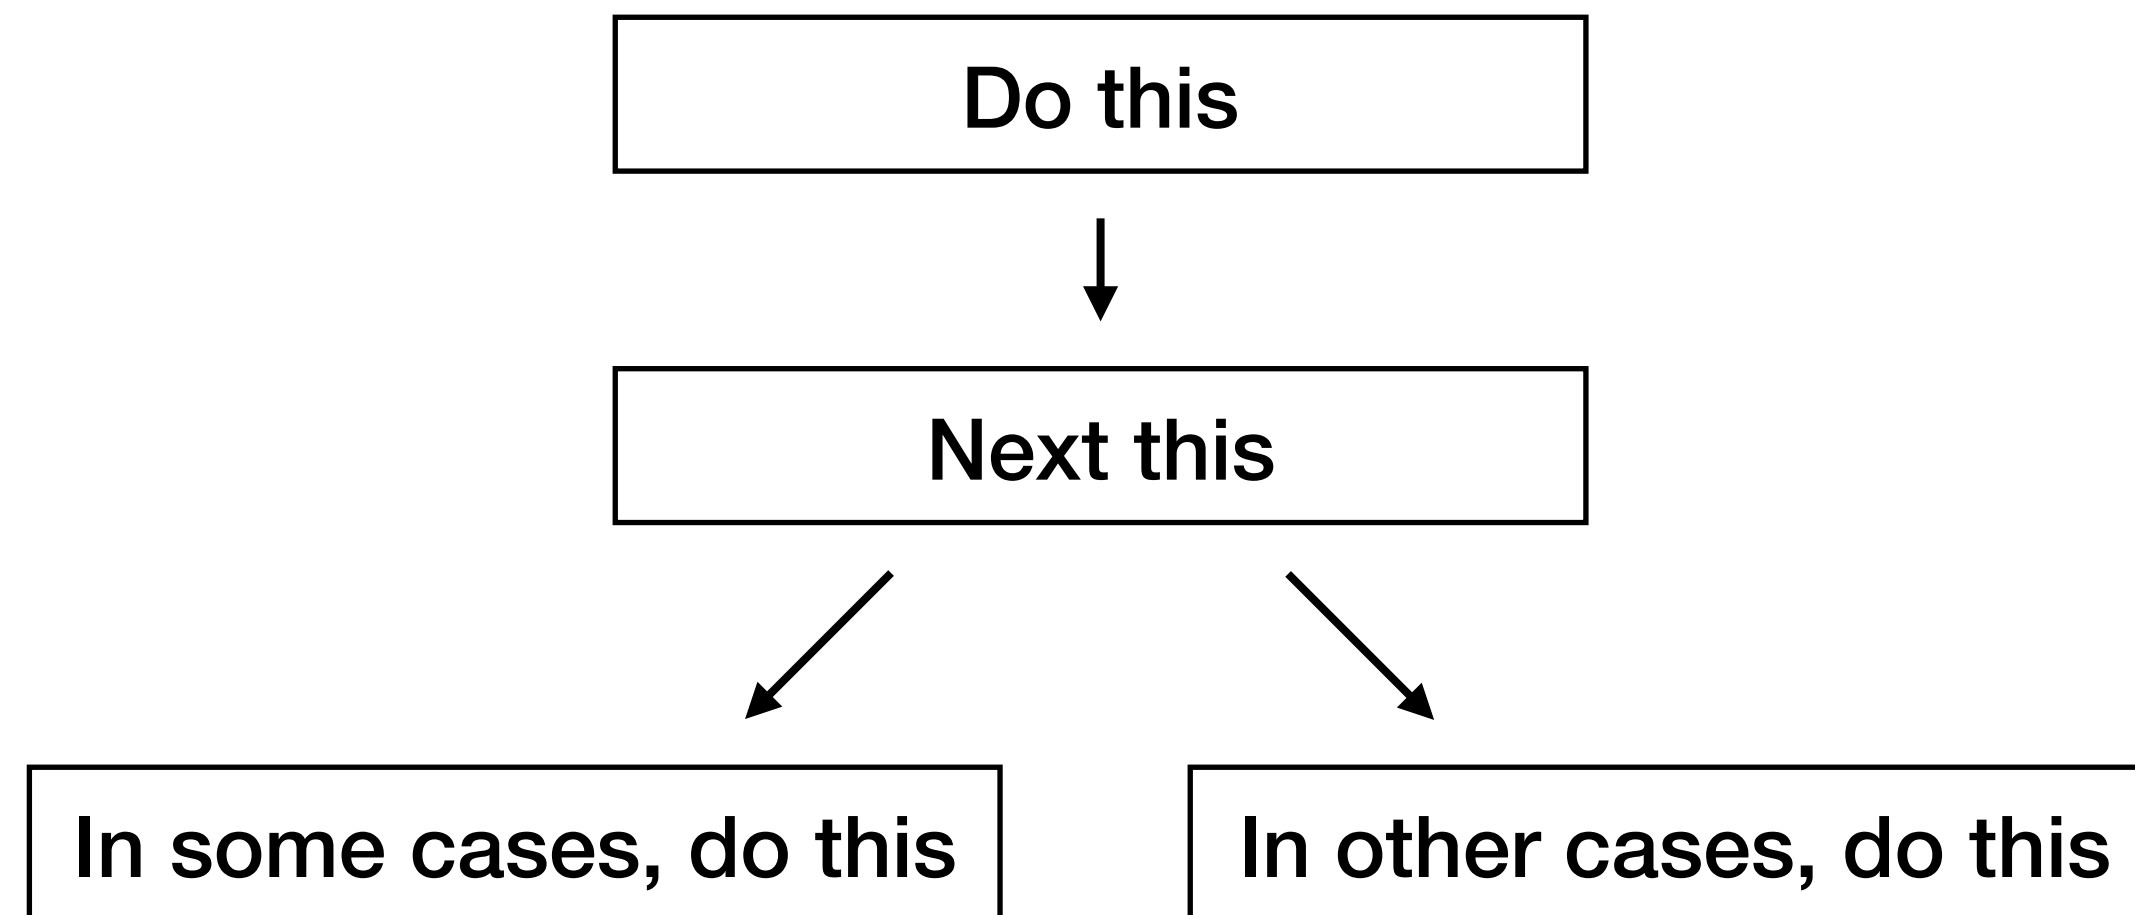 Do this
Next this
In some cases, do this
In other cases, do this